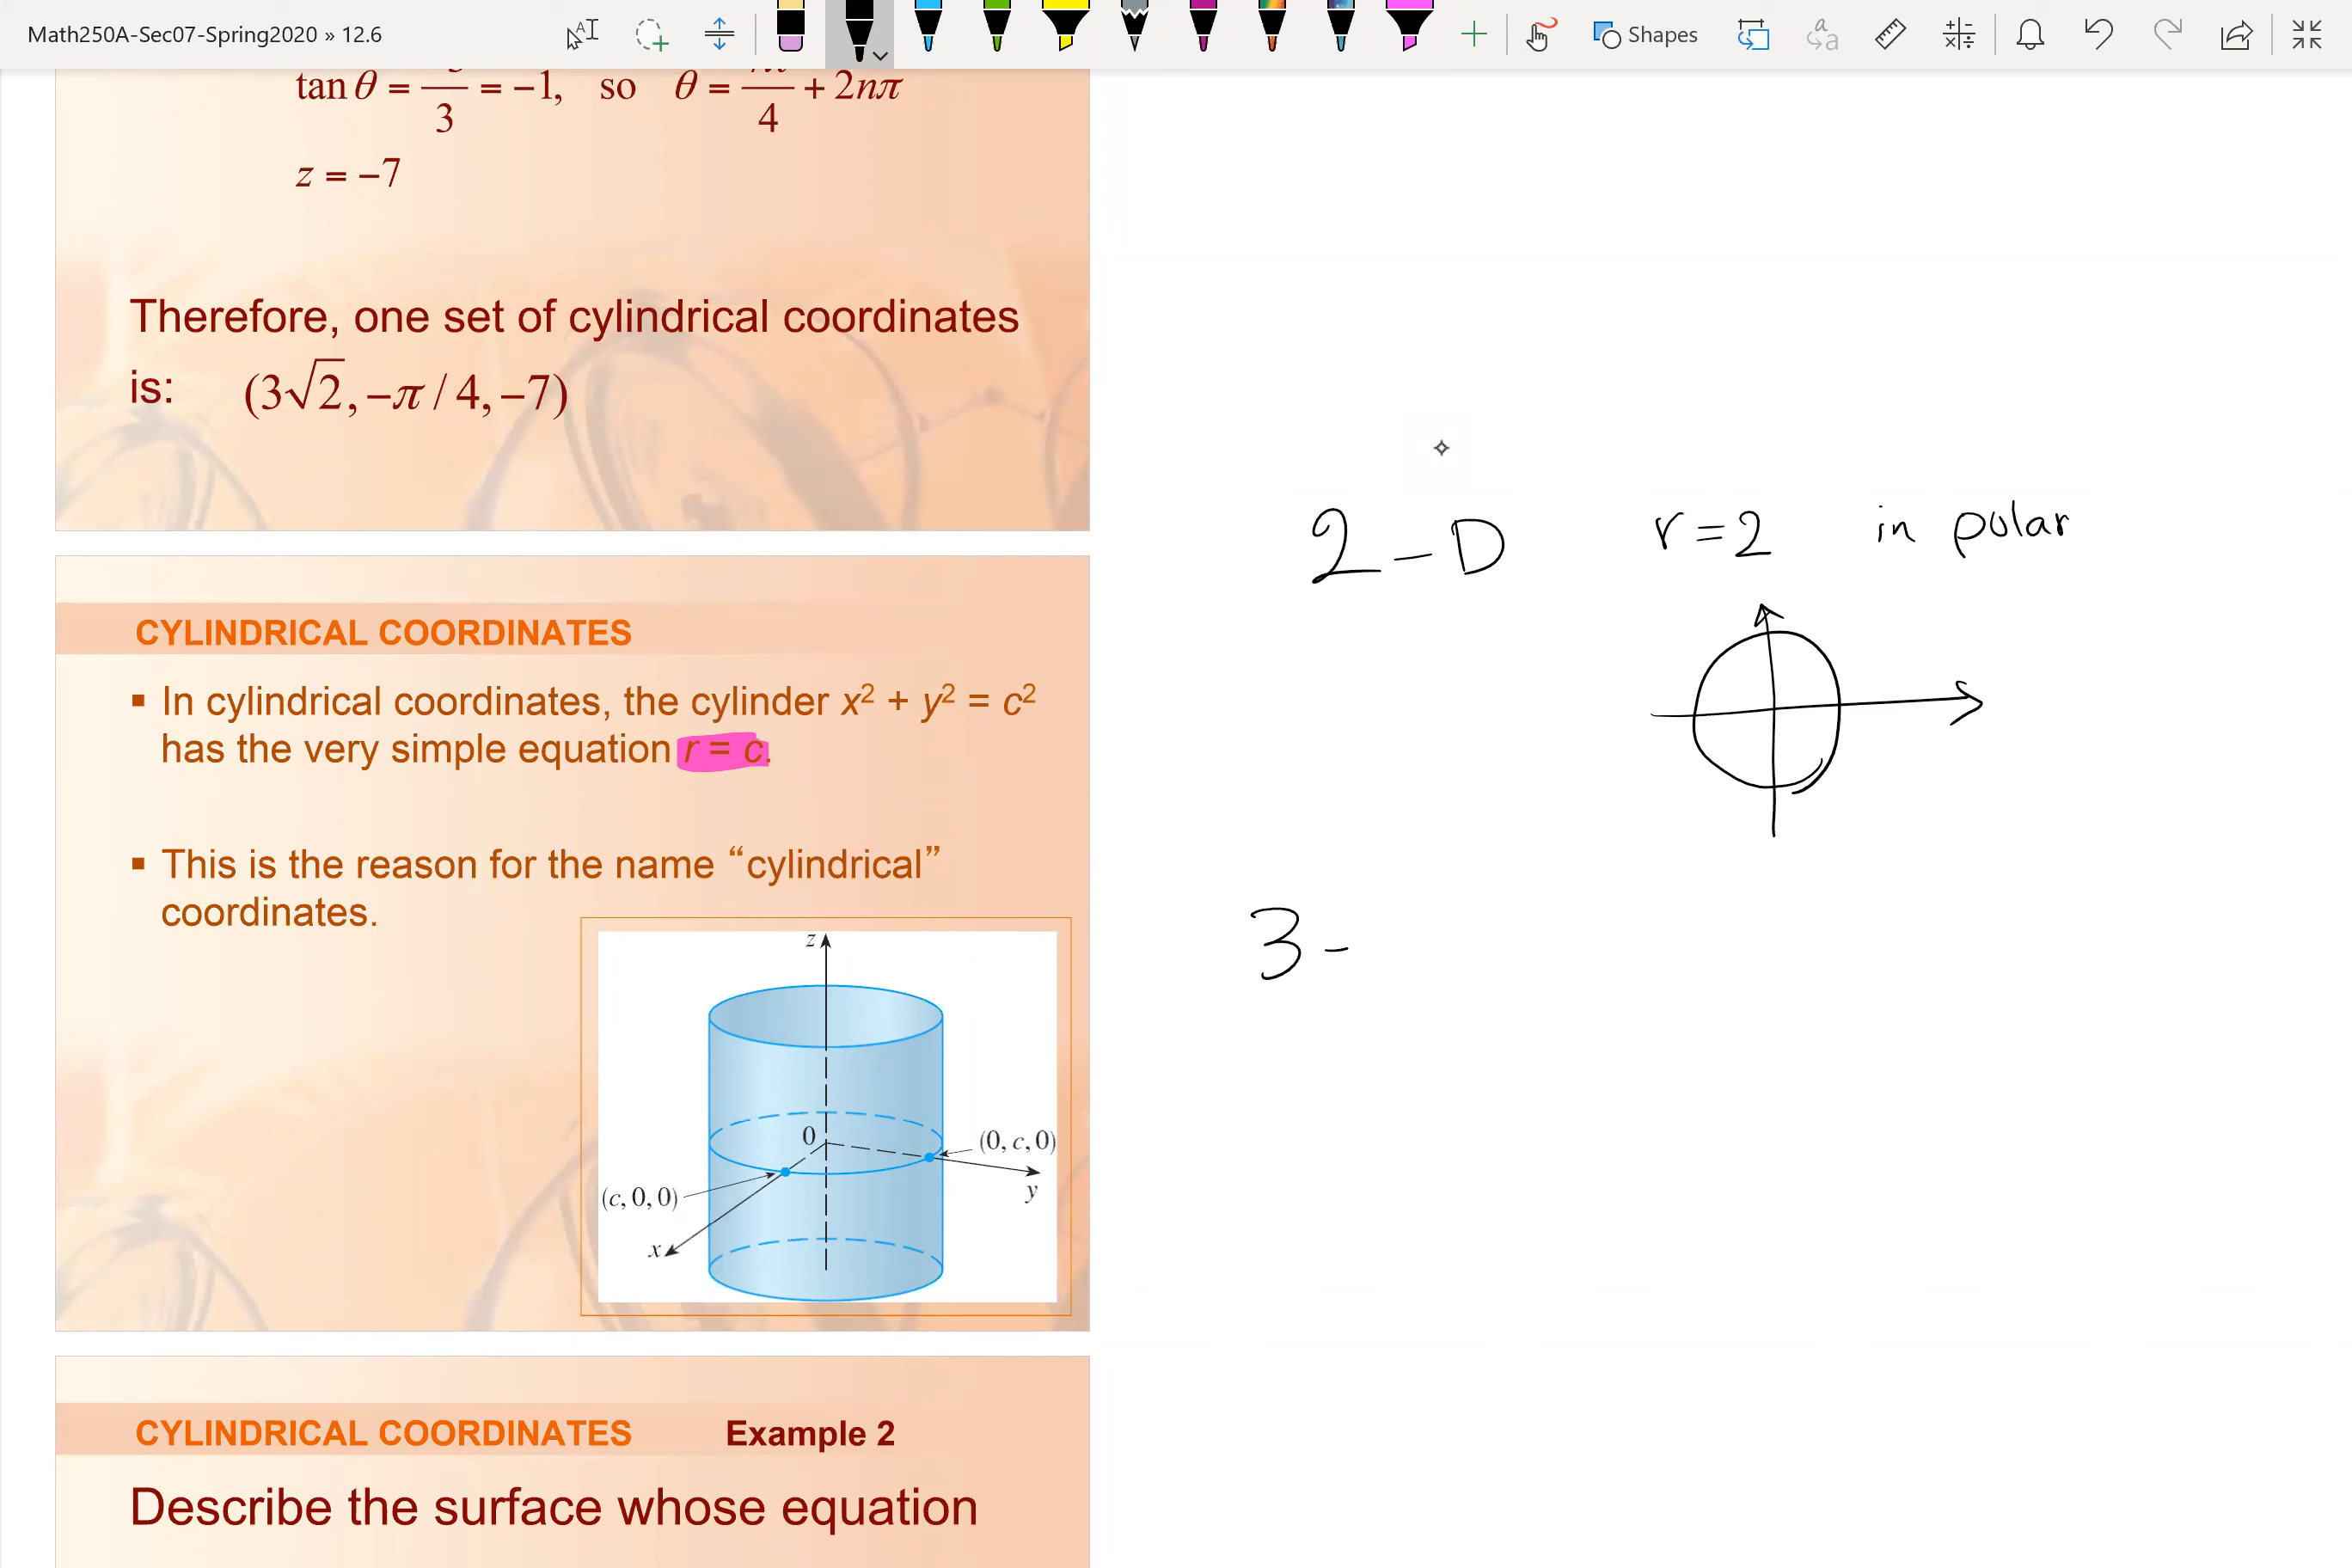 Math250A-Sec07-Spring2020 » 12.6
Shapes
tan θ = — = −1, so θ = — + 2nπ
3
4
z = −7
Therefore, one set of cylindrical coordinates
is: (3√2, −π / 4, −7)
CYLINDRICAL COORDINATES
▪ In cylindrical coordinates, the cylinder x² + y² = c²
has the very simple equation r = c.
▪ This is the reason for the name “cylindrical”
coordinates.
z
0
(0, c, 0)
y
(c, 0, 0)
x
CYLINDRICAL COORDINATES Example 2
Describe the surface whose equation
2 – D r = 2 in polar
3 -